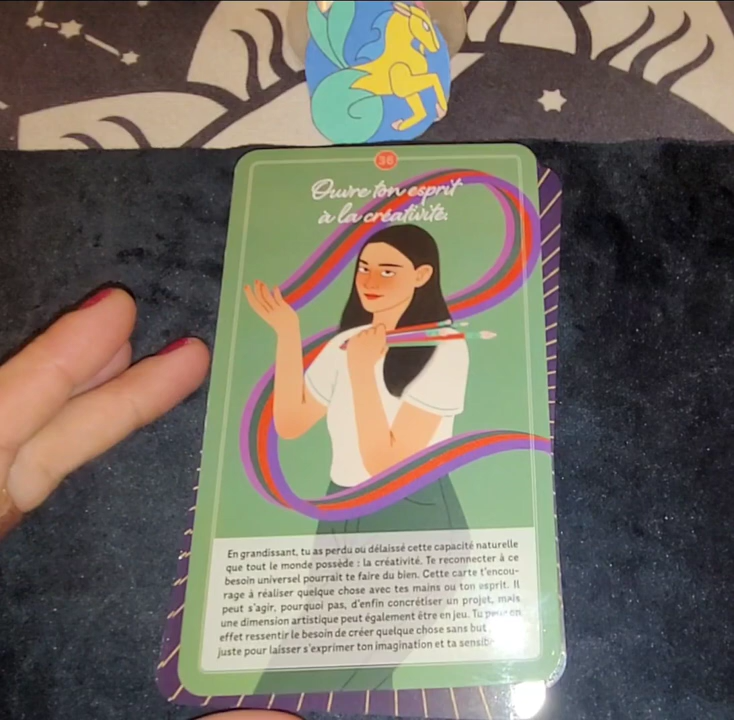 36
Ouvre ton esprit
à la créativité.
En grandissant, tu as perdu ou délaissé cette capacité naturelle
que tout le monde possède : la créativité. Te reconnecter à ce
besoin universel pourrait te faire du bien. Cette carte t'encou-
rage à réaliser quelque chose avec tes mains ou ton esprit. Il
peut s'agir, pourquoi pas, d'enfin concrétiser un projet, mais
une dimension artistique peut également être en jeu. Tu peux en
effet ressentir le besoin de créer quelque chose sans but
juste pour laisser s'exprimer ton imagination et ta